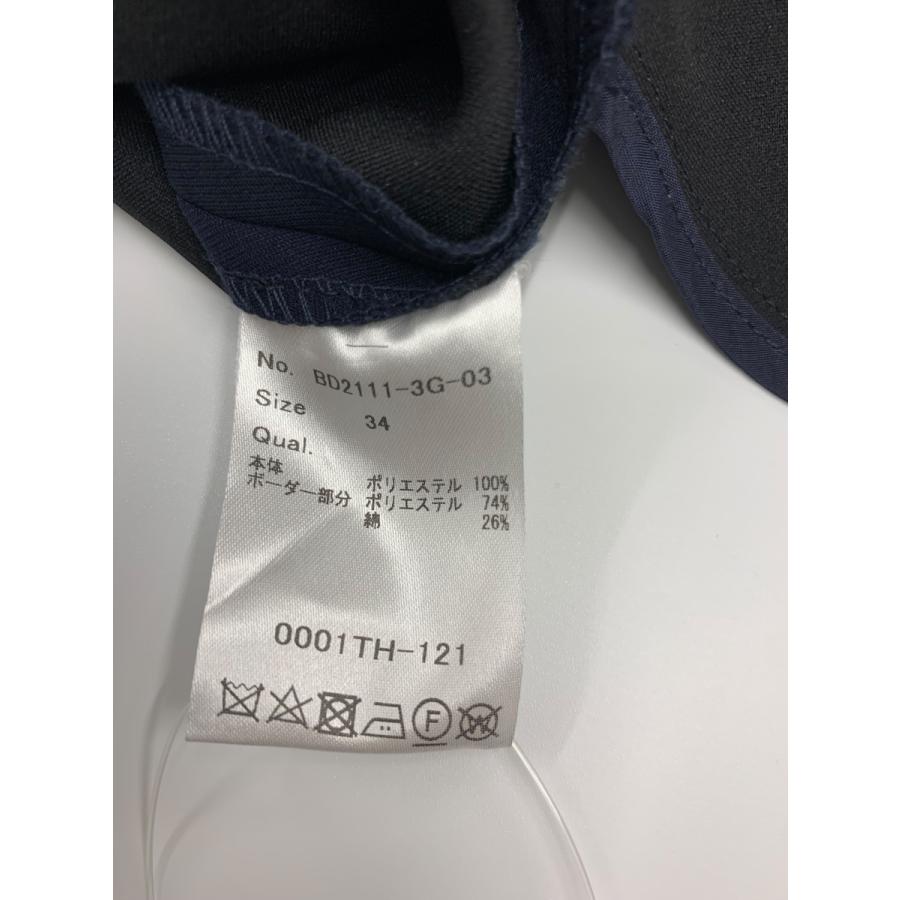 No. BD2111-3G-03
Size 34
Qual.
本体 ポリエステル 100%
ボーダー部分 ポリエステル 74%
綿 26%
0001TH-121
F W